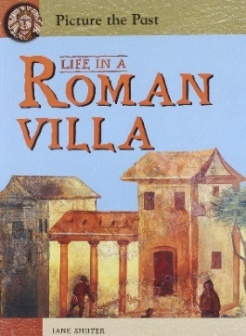 Picture the Past
LIFE IN A
ROMAN
VILLA
JANE SHUTER